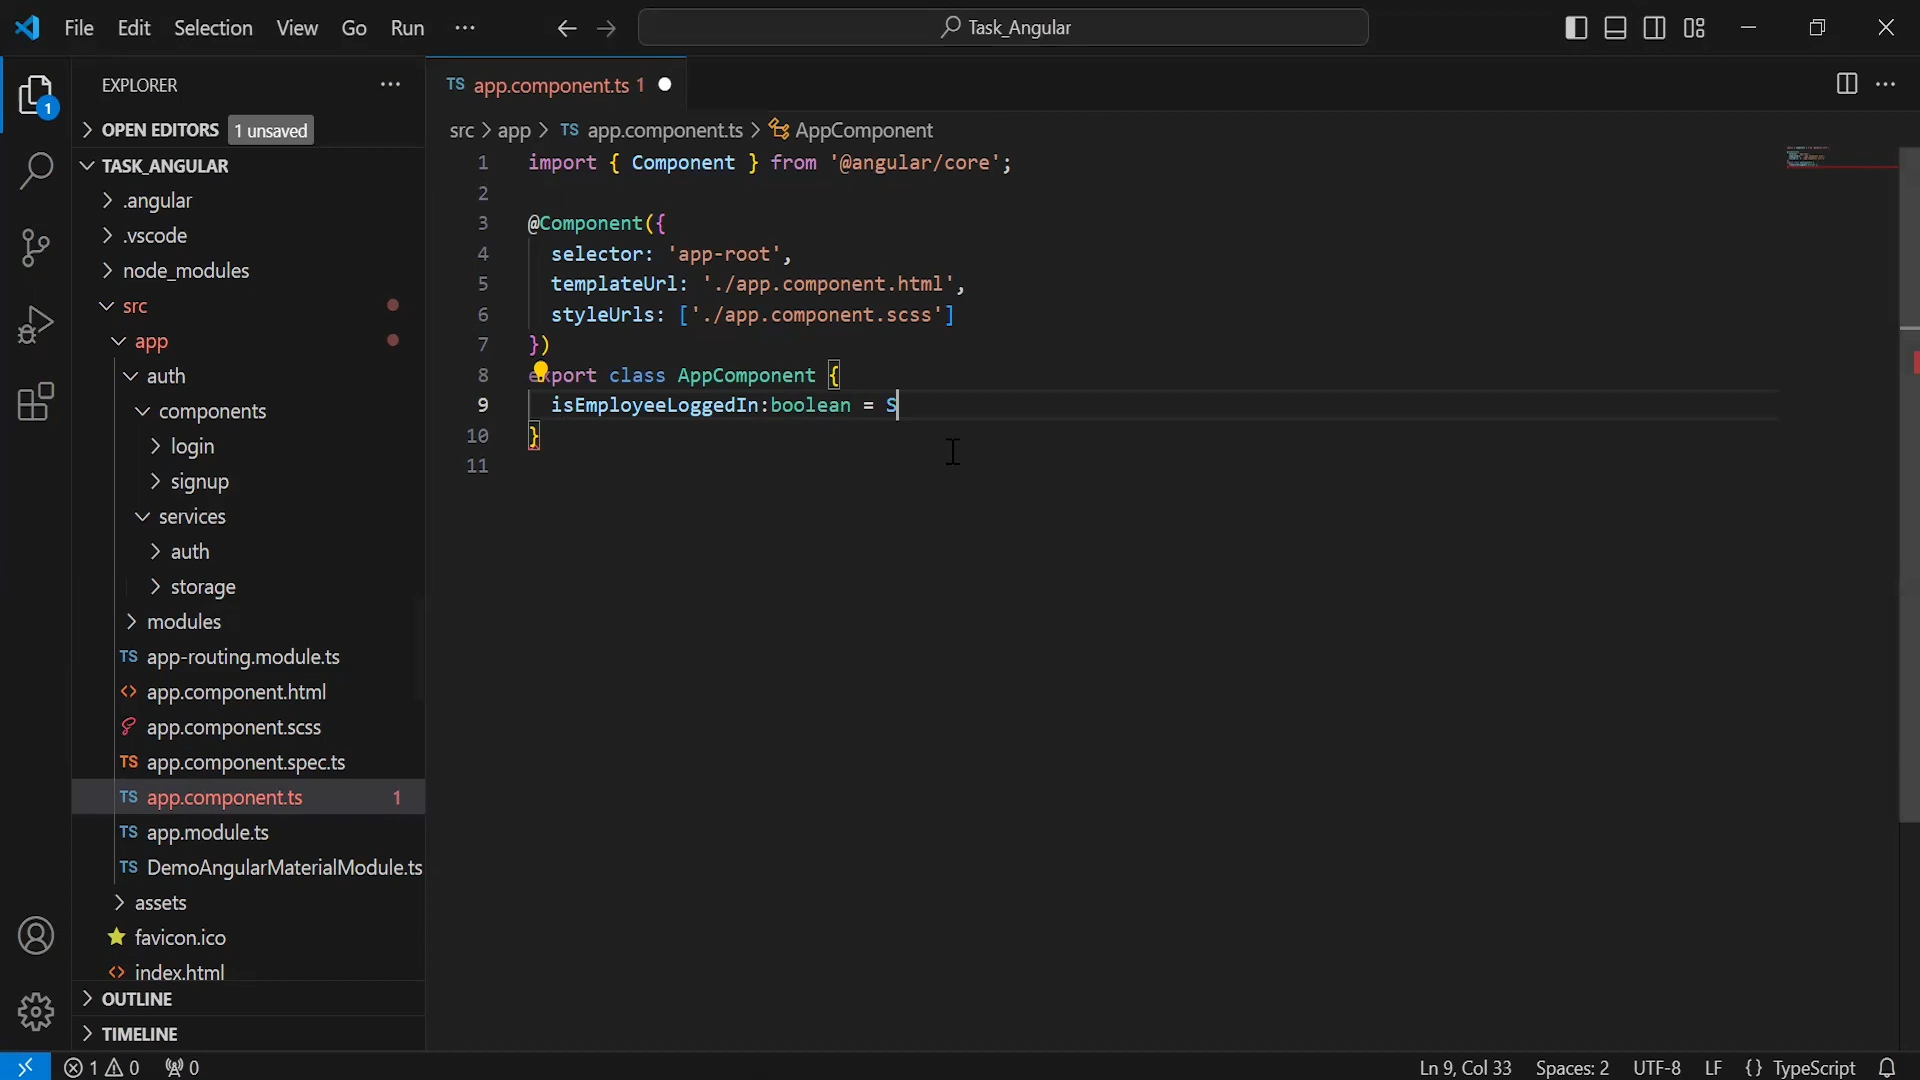 File Edit Selection View Go Run ··· Task_Angular
EXPLORER
OPEN EDITORS 1 unsaved
TASK_ANGULAR
.angular
.vscode
node_modules
src
app
auth
components
login
signup
services
auth
storage
modules
TS app-routing.module.ts
<> app.component.html
app.component.scss
TS app.component.spec.ts
TS app.component.ts 1
TS app.module.ts
TS DemoAngularMaterialModule.ts
assets
favicon.ico
<> index.html
OUTLINE
TIMELINE
TS app.component.ts 1
src > app > TS app.component.ts > AppComponent
1 import { Component } from '@angular/core';
2
3 @Component({
4 selector: 'app-root',
5 templateUrl: './app.component.html',
6 styleUrls: ['./app.component.scss']
7 })
8 export class AppComponent {
9 isEmployeeLoggedIn:boolean = S
10 }
11
1
1 0 0 Ln 9, Col 33 Spaces: 2 UTF-8 LF {} TypeScript